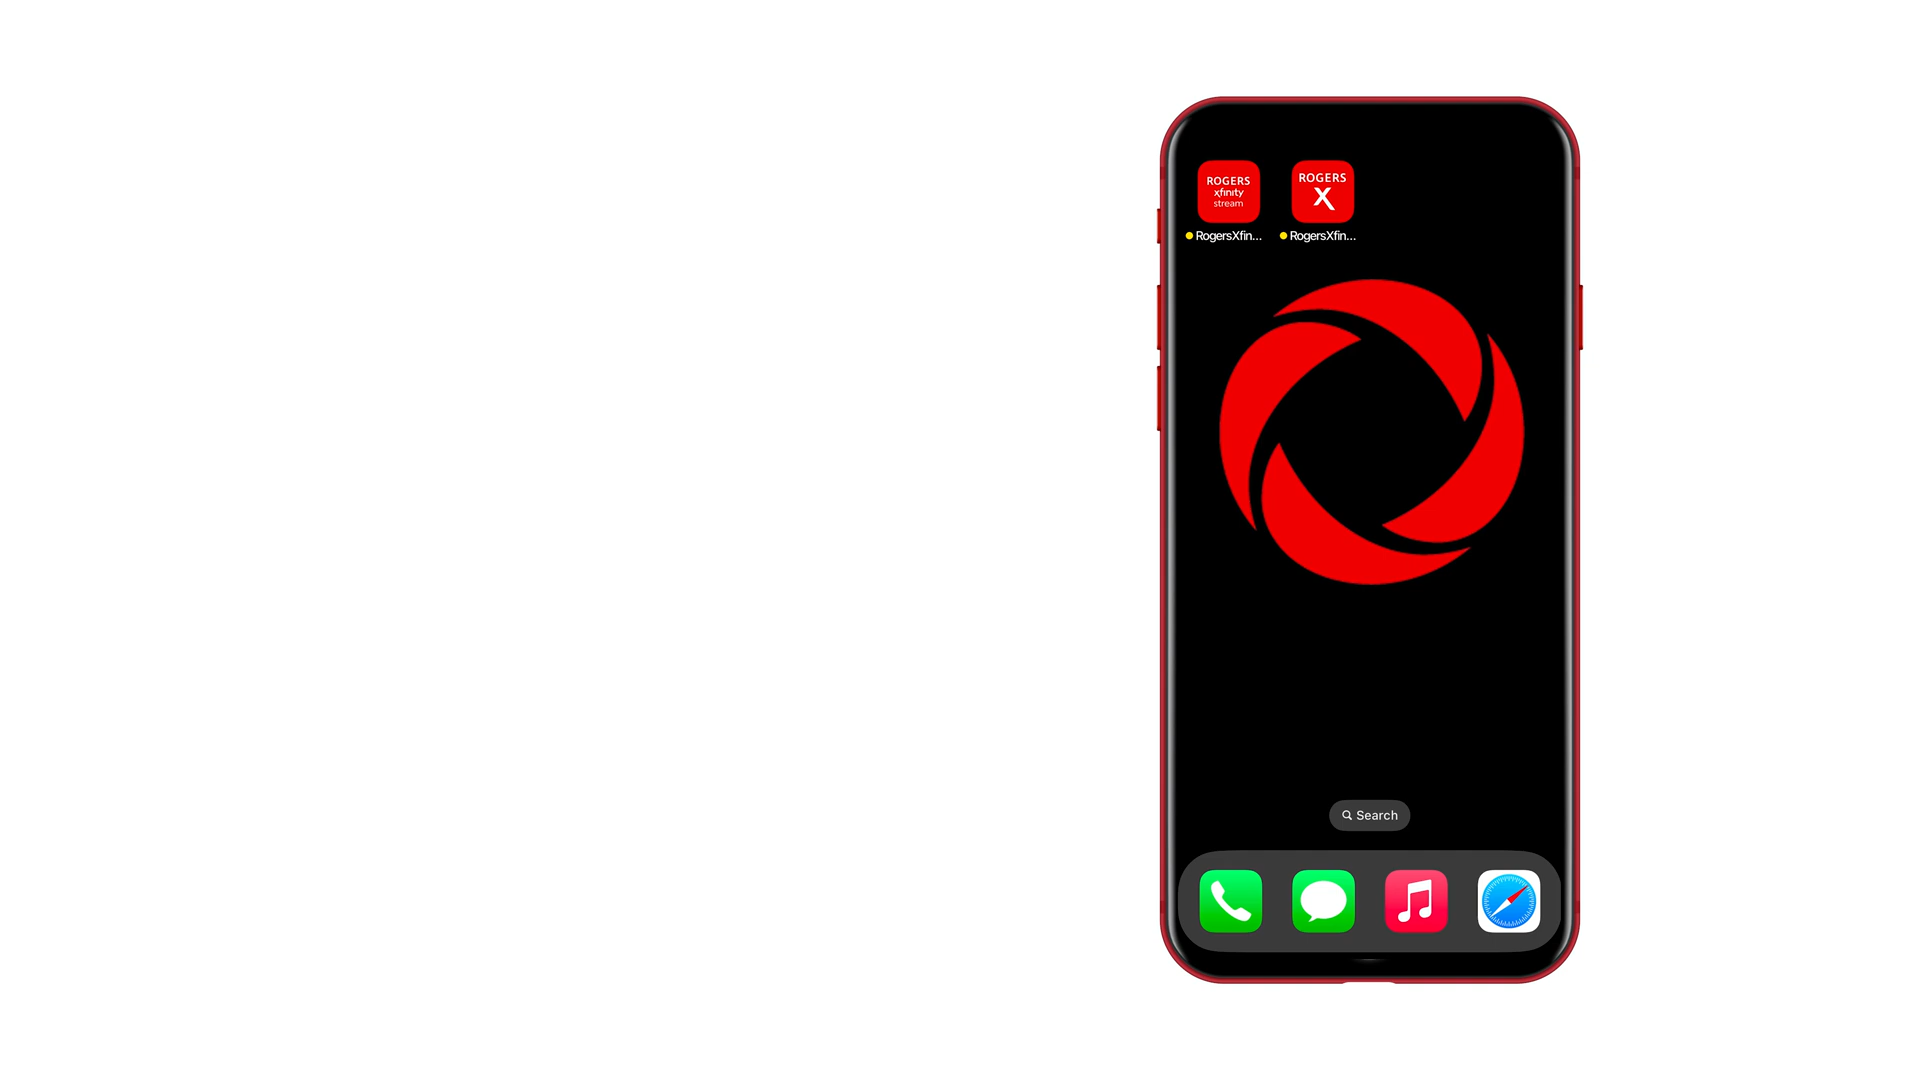 ROGERS
xfinity
stream
ROGERS
X
RogersXfin...
RogersXfin...
Search